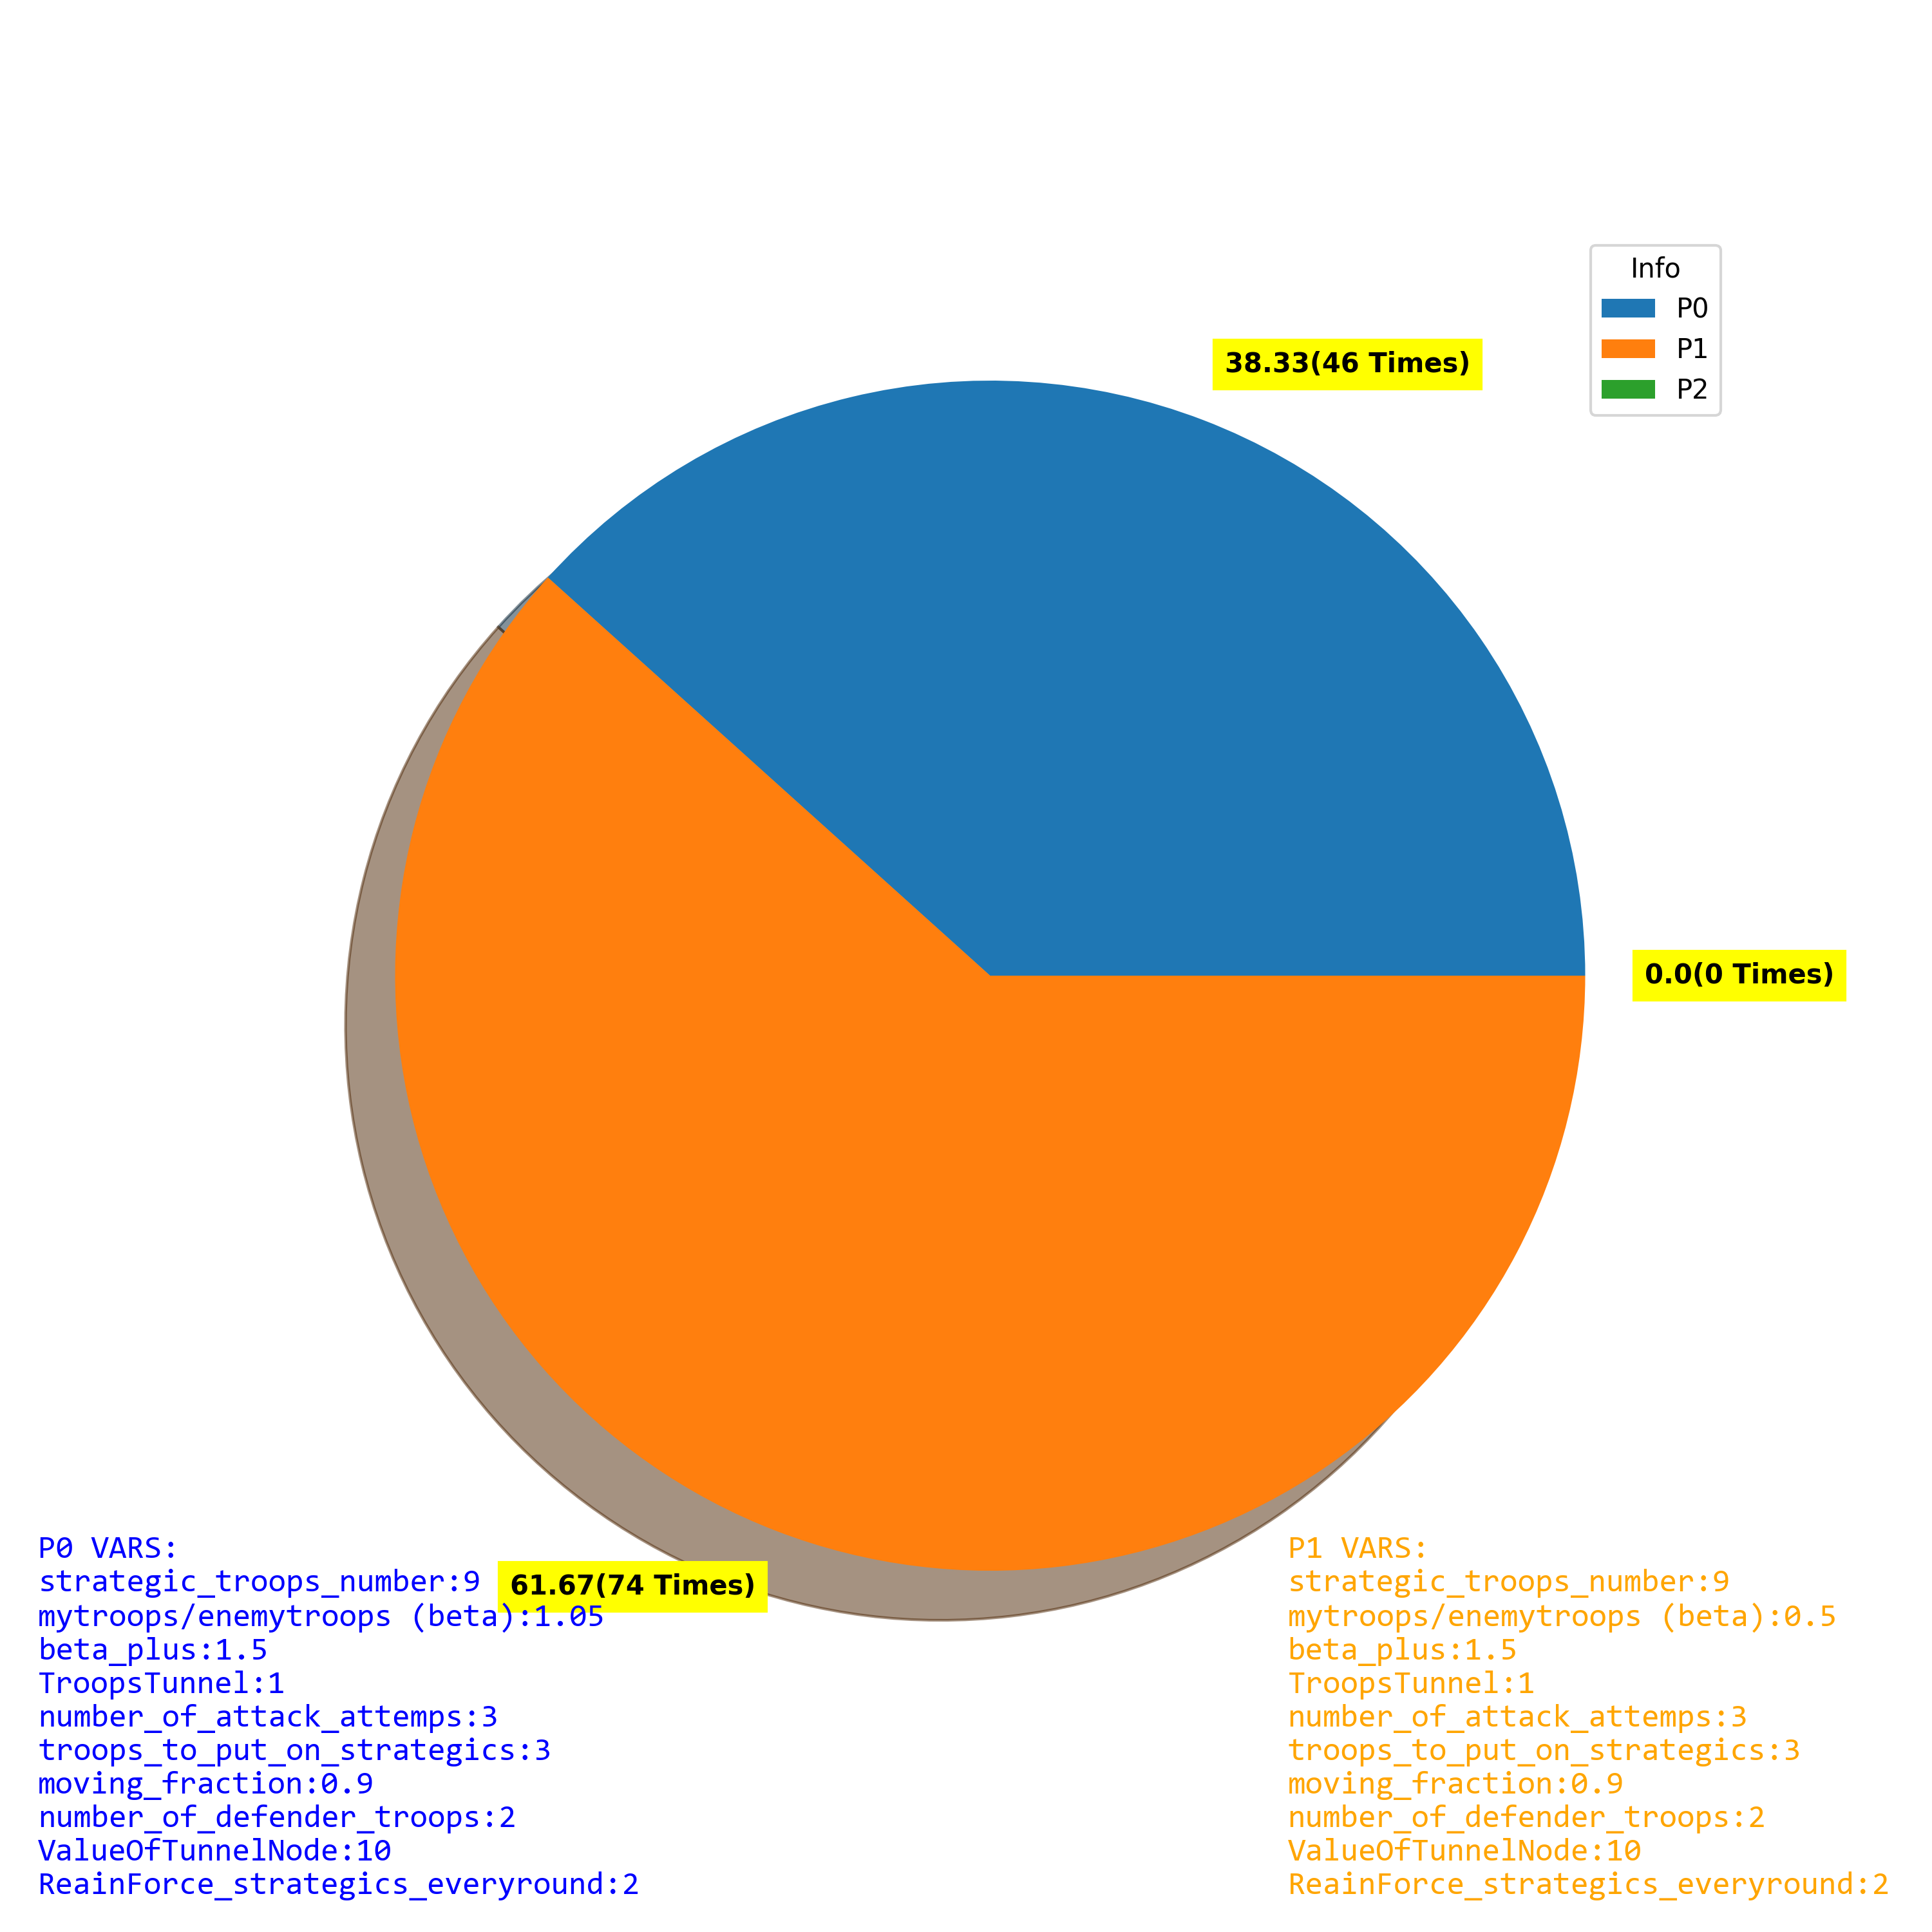 Info
P0
P1
P2
38.33(46 Times)
0.0(0 Times)
61.67(74 Times)
P0 VARS:
strategic_troops_number:9
mytroops/enemytroops (beta):1.05
beta_plus:1.5
TroopsTunnel:1
number_of_attack_attemps:3
troops_to_put_on_strategics:3
moving_fraction:0.9
number_of_defender_troops:2
ValueOfTunnelNode:10
ReainForce_strategics_everyround:2
P1 VARS:
strategic_troops_number:9
mytroops/enemytroops (beta):0.5
beta_plus:1.5
TroopsTunnel:1
number_of_attack_attemps:3
troops_to_put_on_strategics:3
moving_fraction:0.9
number_of_defender_troops:2
ValueOfTunnelNode:10
ReainForce_strategics_everyround:2